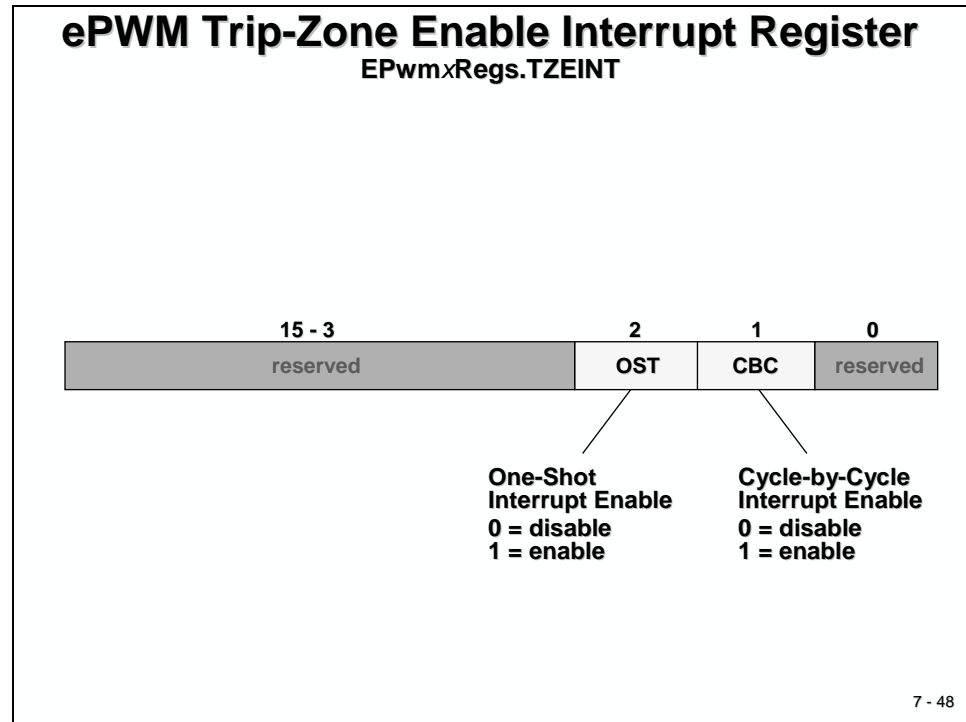 ePWM Trip-Zone Enable Interrupt Register
EPwmxRegs.TZEINT
15 - 3 2 1 0
reserved OST CBC reserved
One-Shot
Interrupt Enable
0 = disable
1 = enable
Cycle-by-Cycle
Interrupt Enable
0 = disable
1 = enable
7 - 48